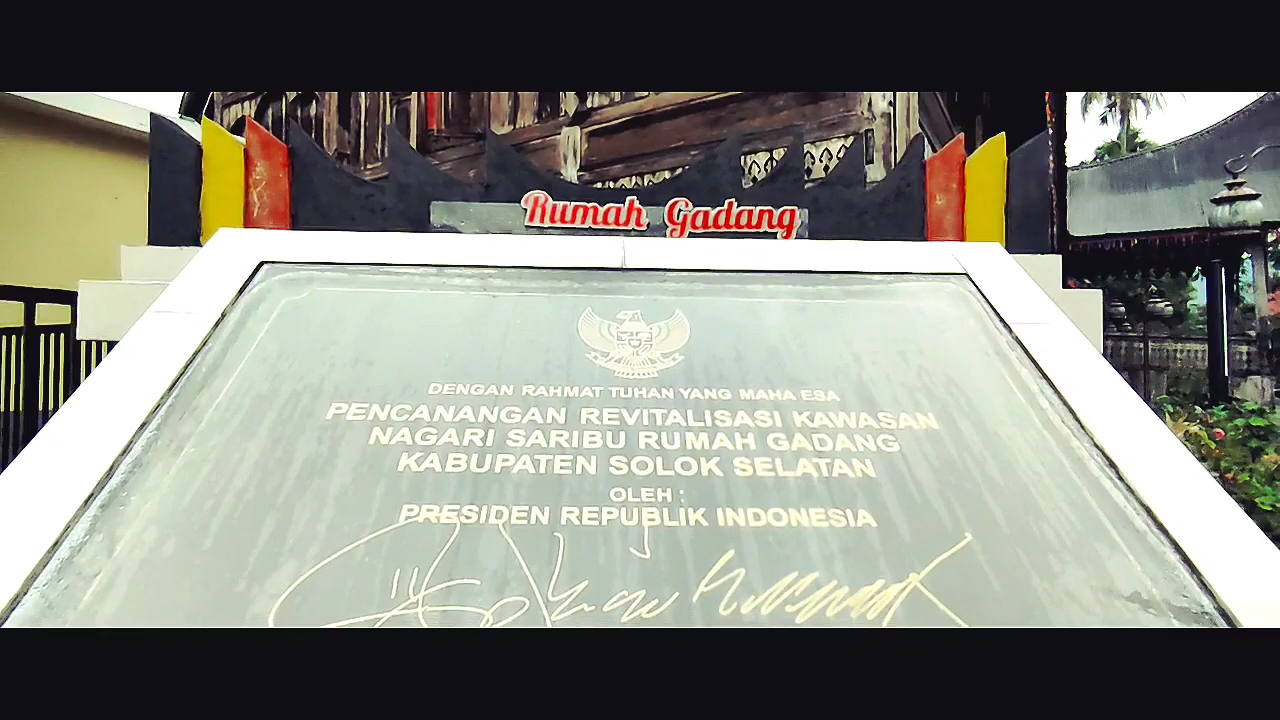 Rumah Gadang
DENGAN RAHMAT TUHAN YANG MAHA ESA
PENCANANGAN REVITALISASI KAWASAN
NAGARI SARIBU RUMAH GADANG
KABUPATEN SOLOK SELATAN
OLEH :
PRESIDEN REPUBLIK INDONESIA